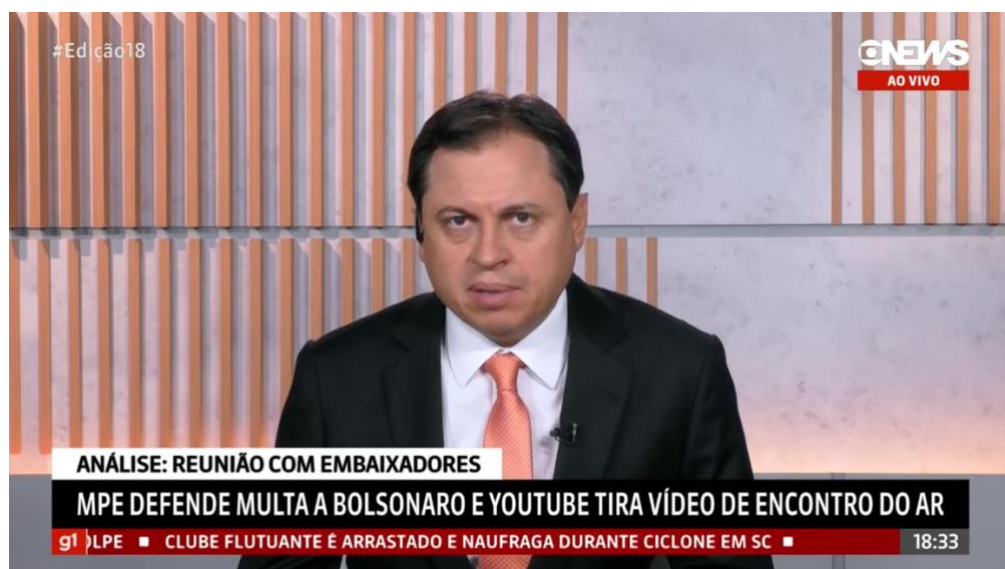 #Edição18
GNEWS
AO VIVO
ANÁLISE: REUNIÃO COM EMBAIXADORES
MPE DEFENDE MULTA A BOLSONARO E YOUTUBE TIRA VÍDEO DE ENCONTRO DO AR
g1 LPE ▪ CLUBE FLUTUANTE É ARRASTADO E NAUFRAGA DURANTE CICLONE EM SC ▪ 18:33